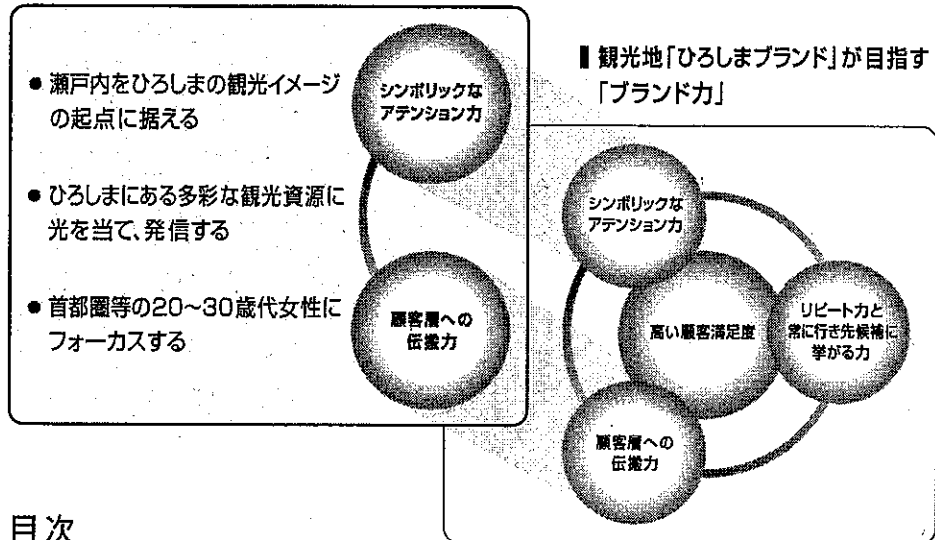 ● 瀬戸内をひろしまの観光イメージ
の起点に据える
● ひろしまにある多彩な観光資源に
光を当て、発信する
● 首都圏等の20～30歳代女性に
フォーカスする
シンボリックな
アテンション力
顧客層への
伝搬力
■ 観光地「ひろしまブランド」が目指す
「ブランド力」
シンボリックな
アテンション力
高い顧客満足度
リピート力と
常に行き先候補に
挙がる力
顧客層への
伝搬力
目次